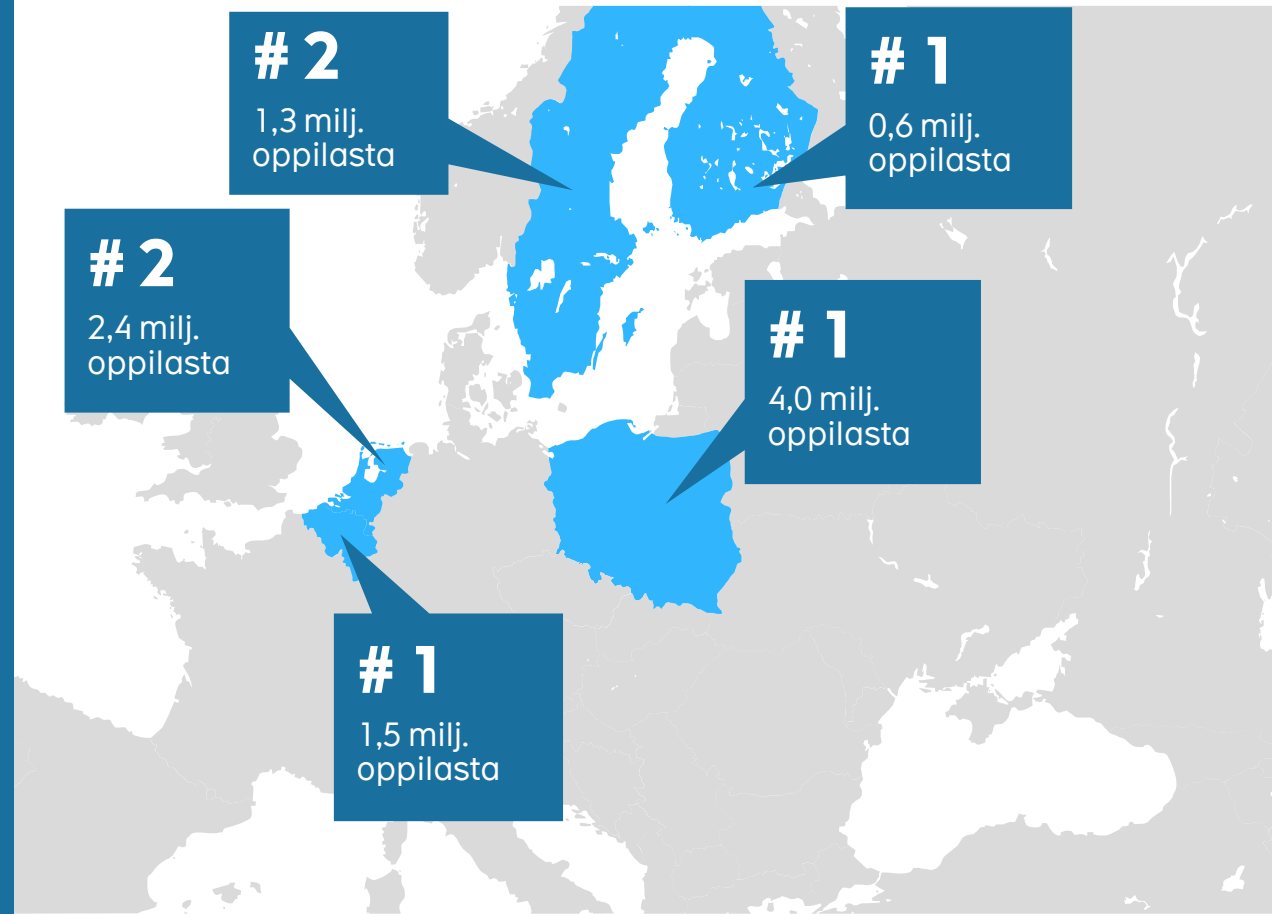 # 2
1,3 milj.
oppilasta
# 1
0,6 milj.
oppilasta
# 2
2,4 milj.
oppilasta
# 1
4,0 milj.
oppilasta
# 1
1,5 milj.
oppilasta